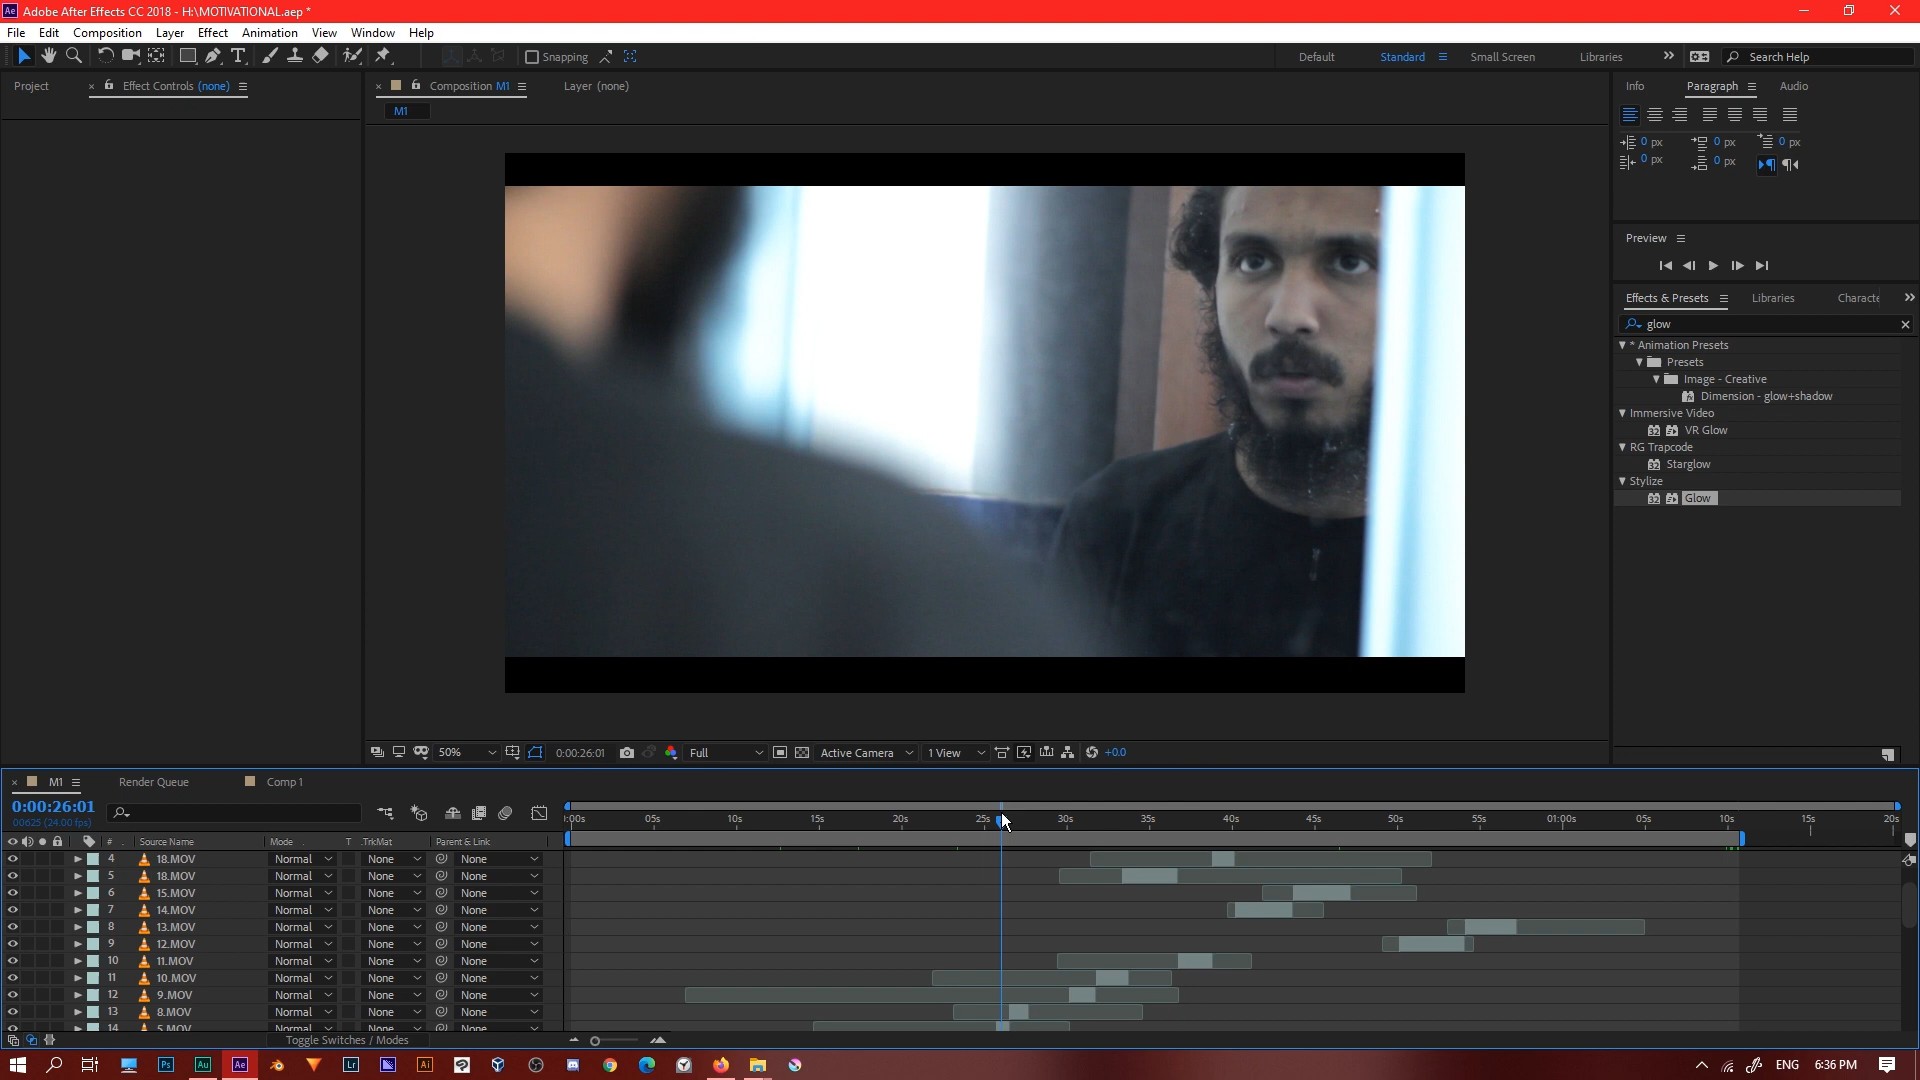 Adobe After Effects CC 2018 - H:\MOTIVATIONAL.aep *
File Edit Composition Layer Effect Animation View Window Help
Snapping Default Standard Small Screen Libraries Search Help
Project Effect Controls (none) Composition M1 Layer (none) Info Paragraph Audio
M1
0 px 0 px 0 px
0 px 0 px
Preview
Effects & Presets Libraries Characte
glow
* Animation Presets
Presets
Image - Creative
Dimension - glow+shadow
Immersive Video
VR Glow
RG Trapcode
Starglow
Stylize
Glow
50% 0:00:26:01 Full Active Camera 1 View +0.0
M1 Render Queue Comp 1
0:00:26:01
00625 (24.00 fps)
:00s 05s 10s 15s 20s 25s 30s 35s 40s 45s 50s 55s 01:00s 05s 10s 15s 20s
# Source Name Mode T .TrkMat Parent & Link
4 18.MOV Normal None None
5 18.MOV Normal None None
6 15.MOV Normal None None
7 14.MOV Normal None None
8 13.MOV Normal None None
9 12.MOV Normal None None
10 11.MOV Normal None None
11 10.MOV Normal None None
12 9.MOV Normal None None
13 8.MOV Normal None None
14 5.MOV Normal None None
Toggle Switches / Modes
Ps Au Ae Lr Ai ENG 6:36 PM